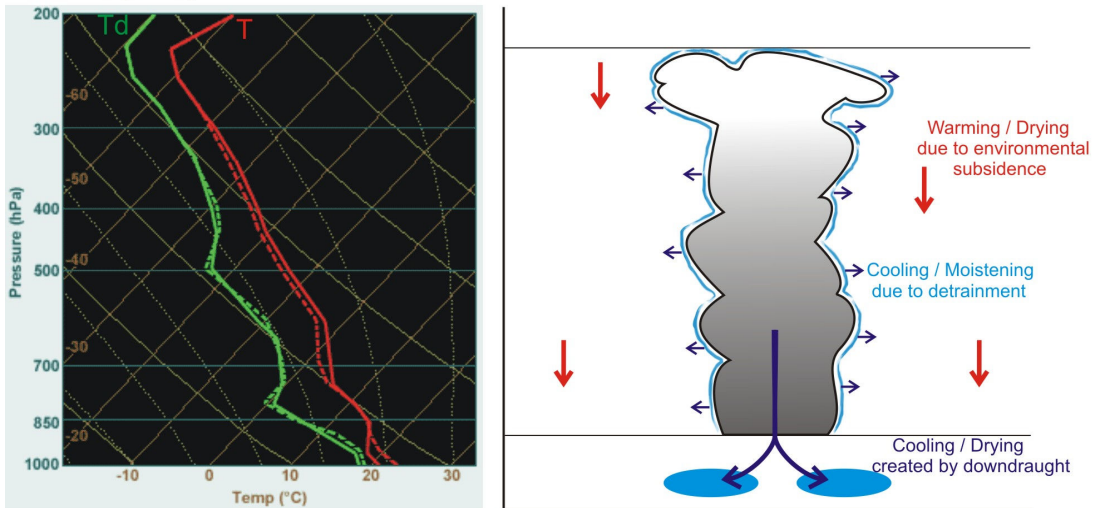 200
Td
T
-60
300
-50
400
-40
500
-30
700
850
-20
1000
Pressure (hPa)
-10
0
10
20
30
Temp (°C)
Warming / Drying
due to environmental
subsidence
Cooling / Moistening
due to detrainment
Cooling / Drying
created by downdraught